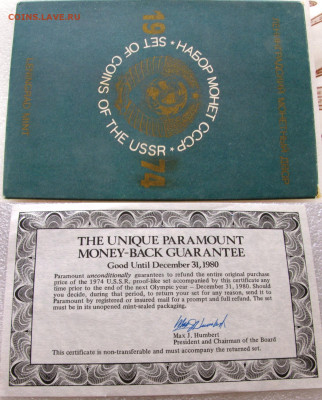 COINS.LAVE.RU
19
НАБОР МОНЕТ СССР * SET OF COINS OF THE USSR *
74
THE UNIQUE PARAMOUNT
MONEY-BACK GUARANTEE
Good Until December 31, 1980
Paramount unconditionally guarantees to refund the entire original purchase
price of the 1974 U.S.S.R. proof-like set accompanied by this certificate any
time prior to the end of the next Olympic year – December 31, 1980. Should
you decide, during that period, to return your set for any reason, send it to
Paramount by registered or insured mail for a prompt and full refund. The set
must be in its unopened mint-sealed packaging.
Max J. Humbert
President and Chairman of the Board
This certificate is non-transferable and must accompany the returned set.